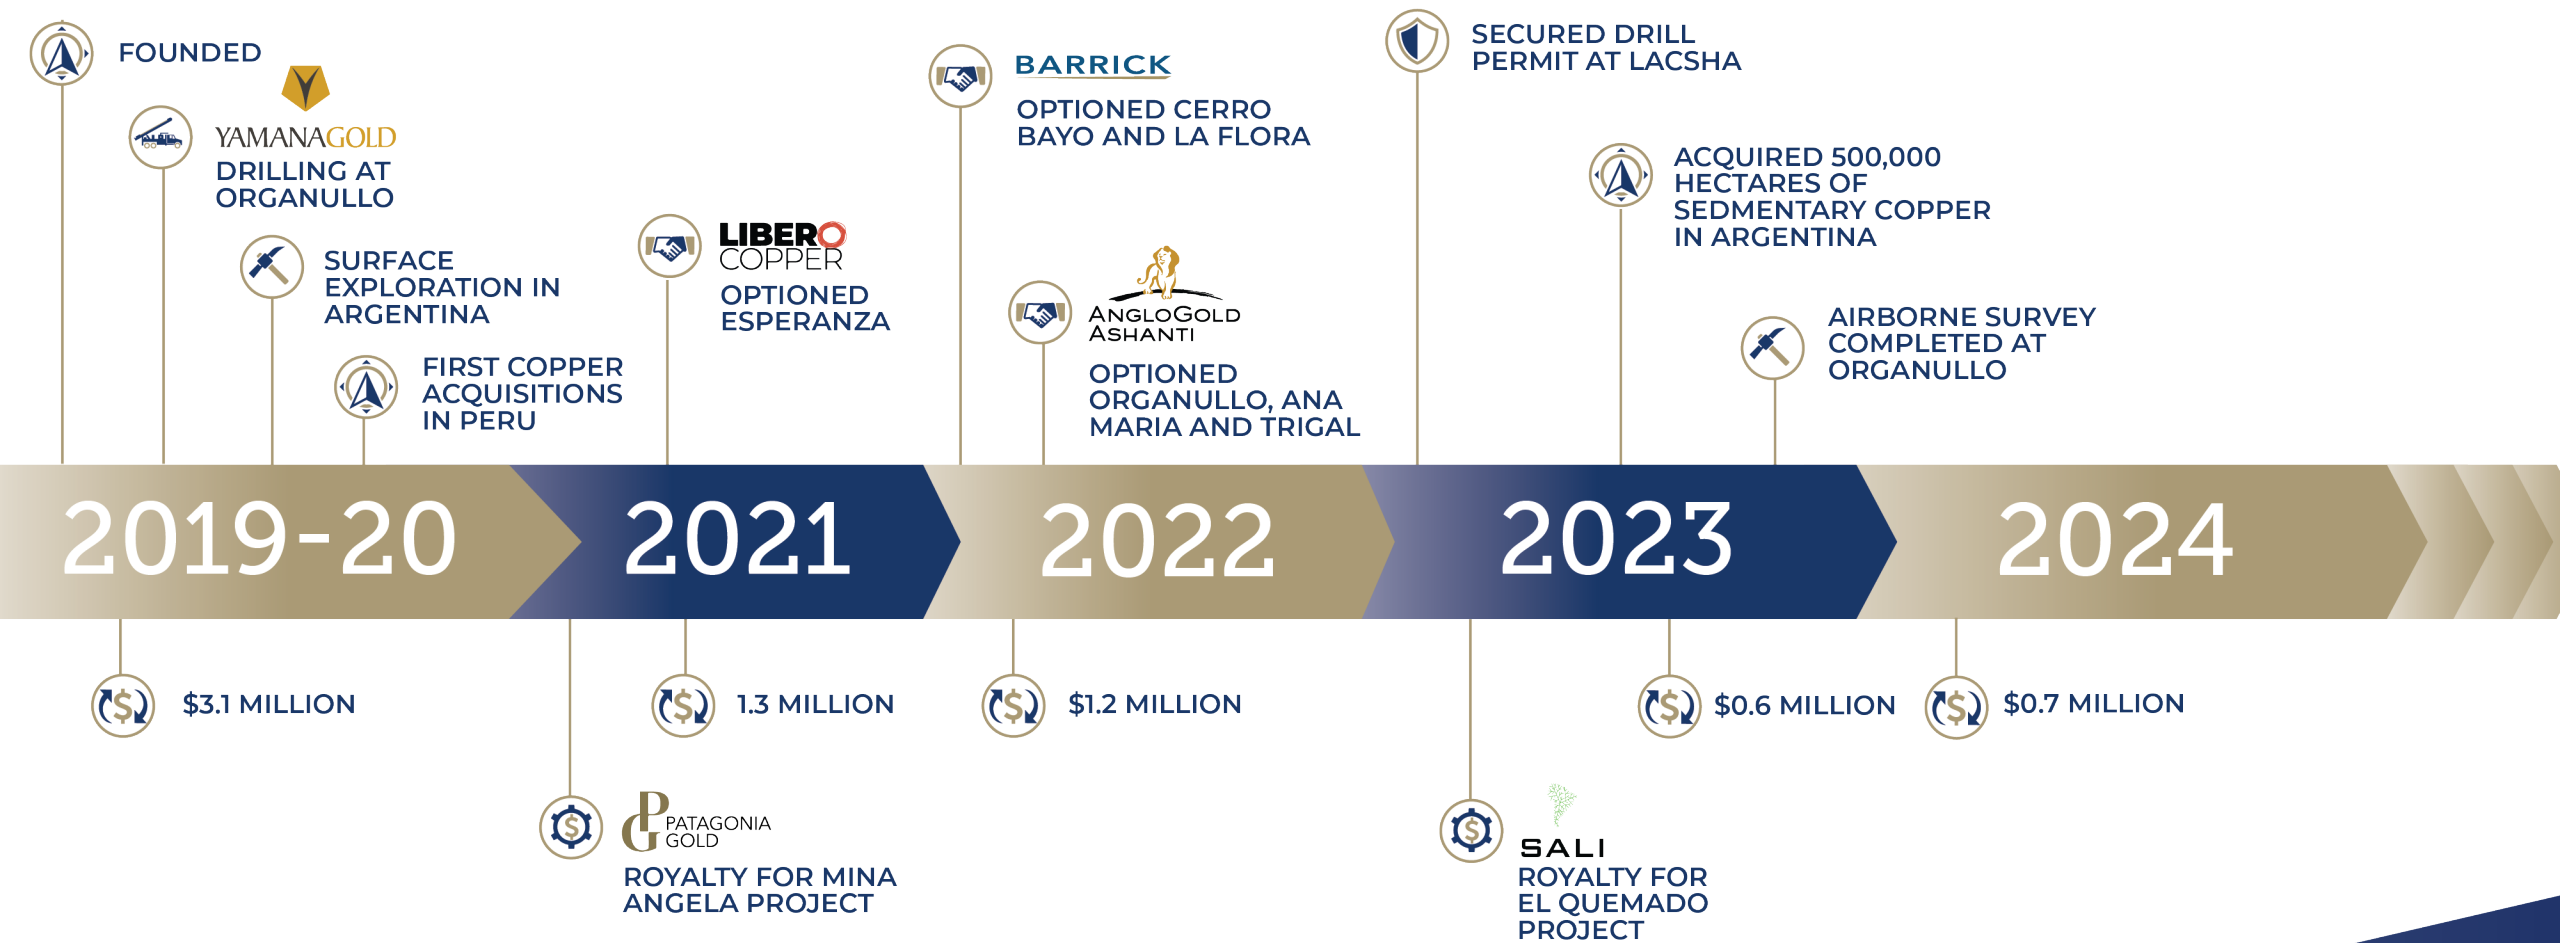 FOUNDED
YAMANAGOLD
DRILLING AT
ORGANULLO
SURFACE
EXPLORATION IN
ARGENTINA
FIRST COPPER
ACQUISITIONS
IN PERU
LIBERO
COPPER
OPTIONED
ESPERANZA
BARRICK
OPTIONED CERRO
BAYO AND LA FLORA
ANGLOGOLD
ASHANTI
OPTIONED
ORGANULLO, ANA
MARIA AND TRIGAL
SECURED DRILL
PERMIT AT LACSHA
ACQUIRED 500,000
HECTARES OF
SEDMENTARY COPPER
IN ARGENTINA
AIRBORNE SURVEY
COMPLETED AT
ORGANULLO
2019-20
2021
2022
2023
2024
$ $3.1 MILLION
$ 1.3 MILLION
$ $1.2 MILLION
$ $0.6 MILLION
$ $0.7 MILLION
$
PG
PATAGONIA
GOLD
ROYALTY FOR MINA
ANGELA PROJECT
$
SALI
ROYALTY FOR
EL QUEMADO
PROJECT